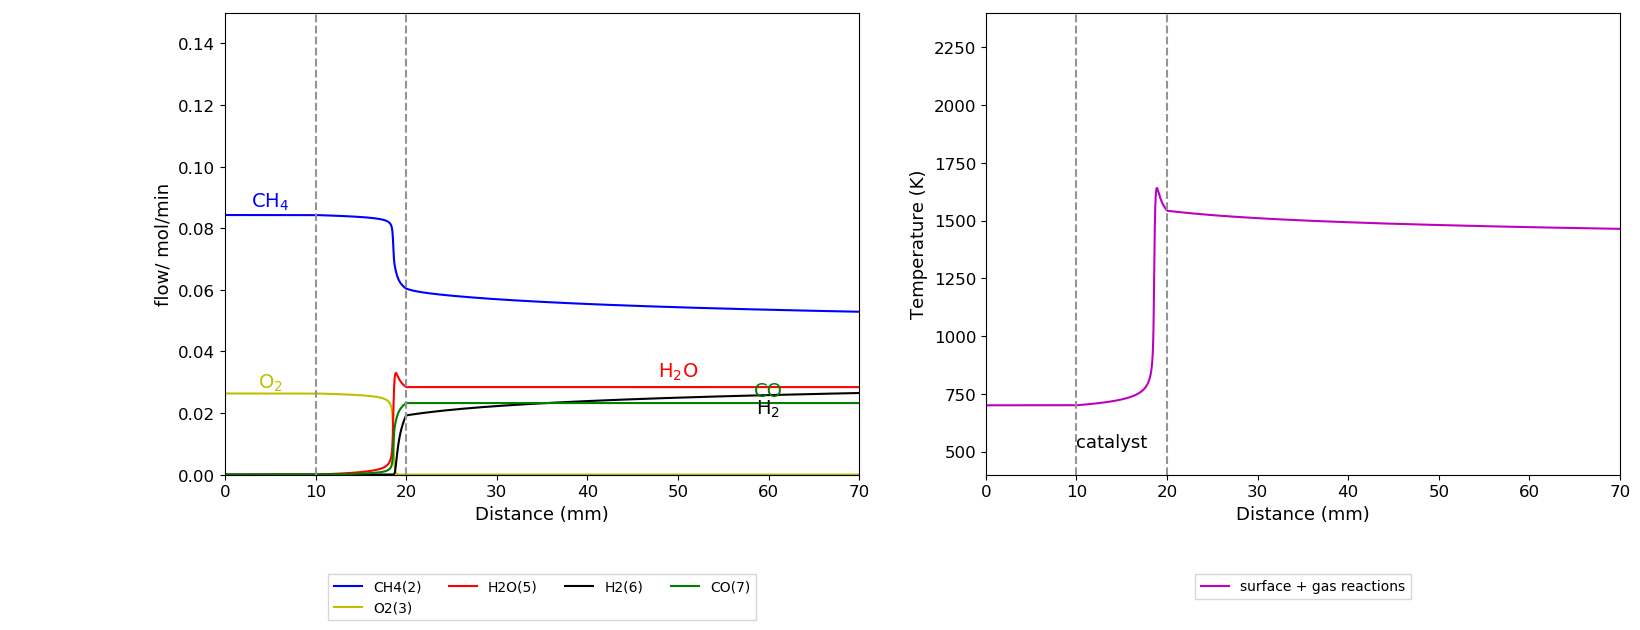 0.14
0.12
0.10
0.08
0.06
0.04
0.02
0.00
flow/ mol/min
CH₄
O₂
H₂O
CO
H₂
0 10 20 30 40 50 60 70
Distance (mm)
CH4(2) H2O(5) H2(6) CO(7)
O2(3)
2250
2000
1750
1500
1250
1000
750
500
Temperature (K)
catalyst
0 10 20 30 40 50 60 70
Distance (mm)
surface + gas reactions